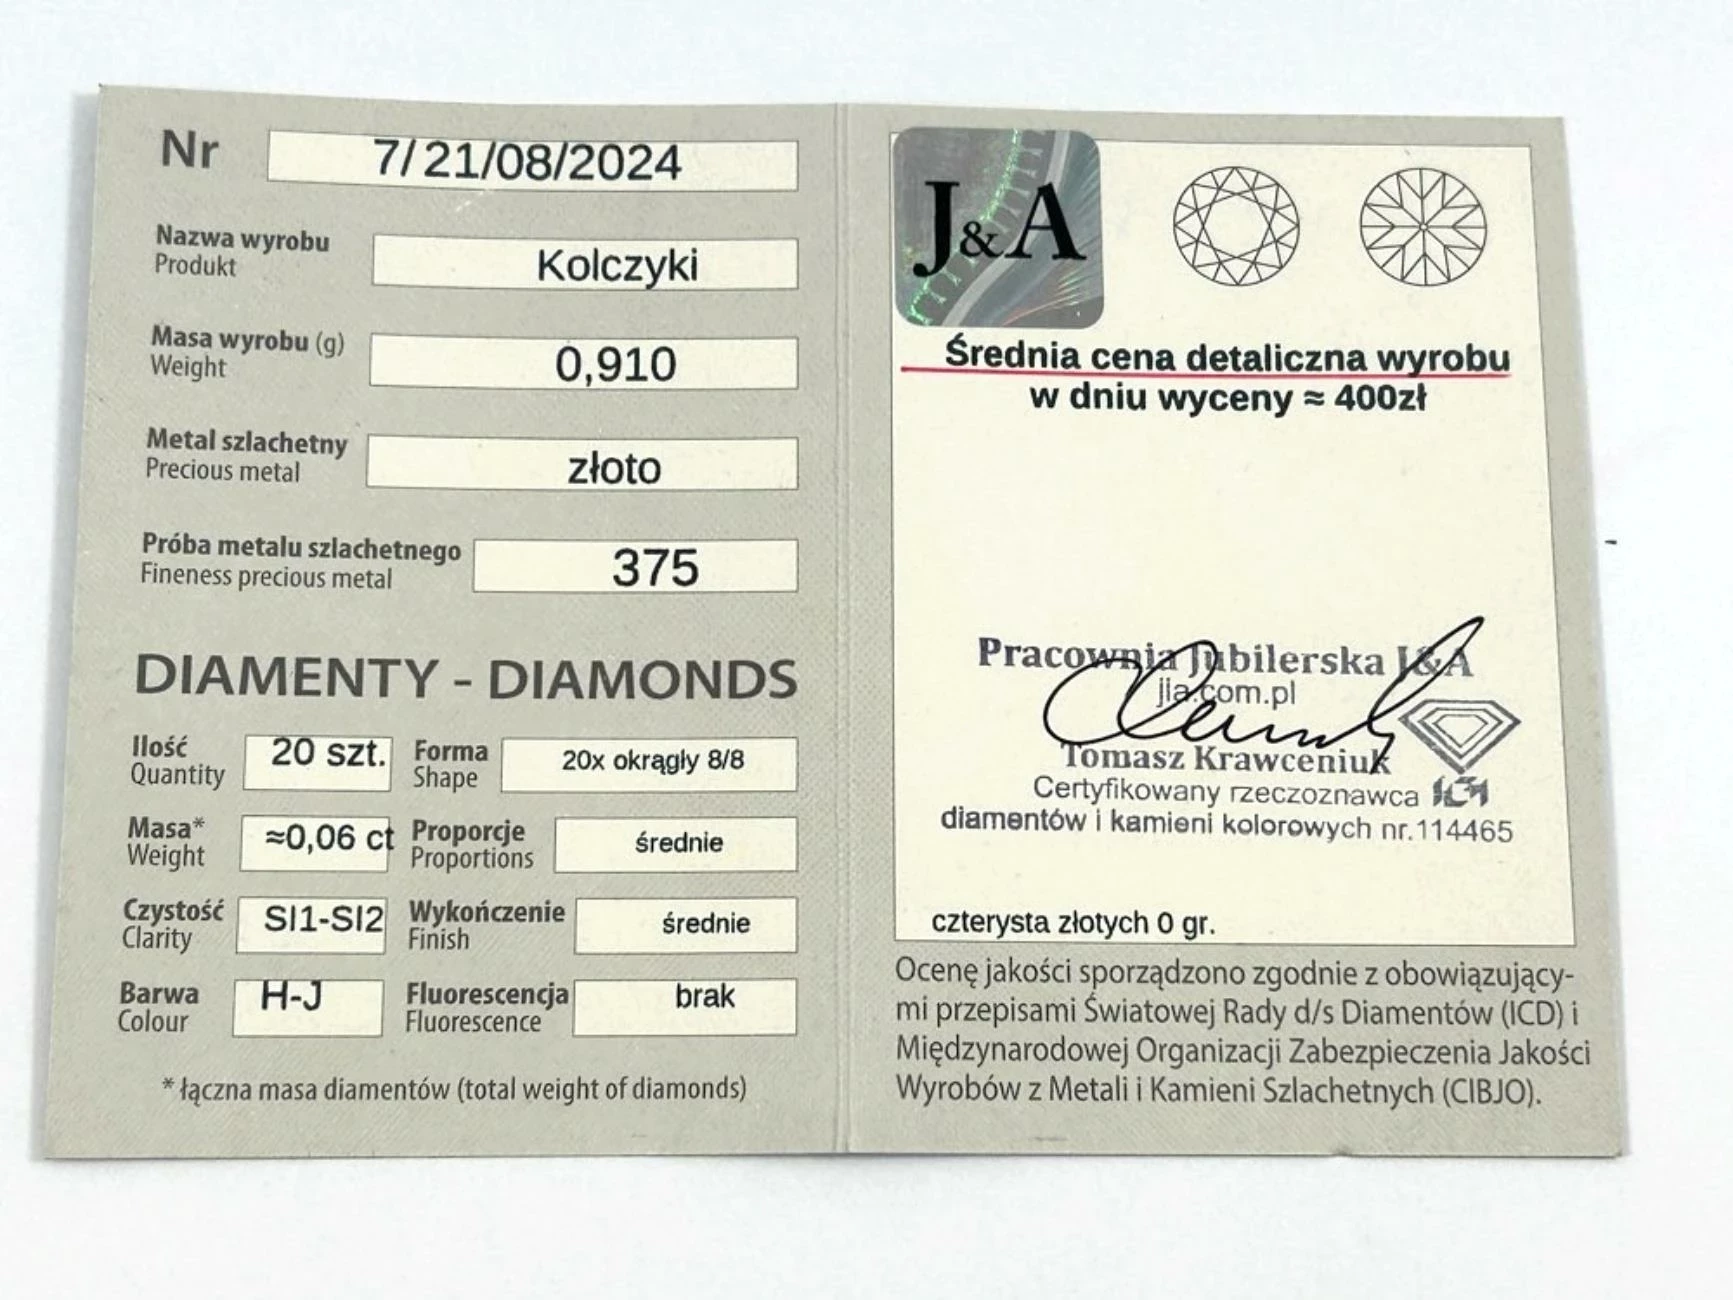 Nr 7/21/08/2024
Nazwa wyrobu
Produkt
Kolczyki
Masa wyrobu (g)
Weight
0,910
Metal szlachetny
Precious metal
złoto
Próba metalu szlachetnego
Fineness precious metal
375
DIAMENTY - DIAMONDS
Ilość
Quantity
20 szt.
Forma
Shape
20x okrągły 8/8
Masa*
Weight
≈0,06 ct
Proporcje
Proportions
średnie
Czystość
Clarity
SI1-SI2
Wykończenie
Finish
średnie
Barwa
Colour
H-J
Fluorescencja
Fluorescence
brak
* łączna masa diamentów (total weight of diamonds)
J&A
Średnia cena detaliczna wyrobu
w dniu wyceny ≈ 400zł
Pracownia Jubilerska J&A
jia.com.pl
Tomasz Krawceniuk
Certyfikowany rzeczoznawca
diamentów i kamieni kolorowych nr.114465
czterysta złotych 0 gr.
Ocenę jakości sporządzono zgodnie z obowiązujący-
mi przepisami Światowej Rady d/s Diamentów (ICD) i
Międzynarodowej Organizacji Zabezpieczenia Jakości
Wyrobów z Metali i Kamieni Szlachetnych (CIBJO).